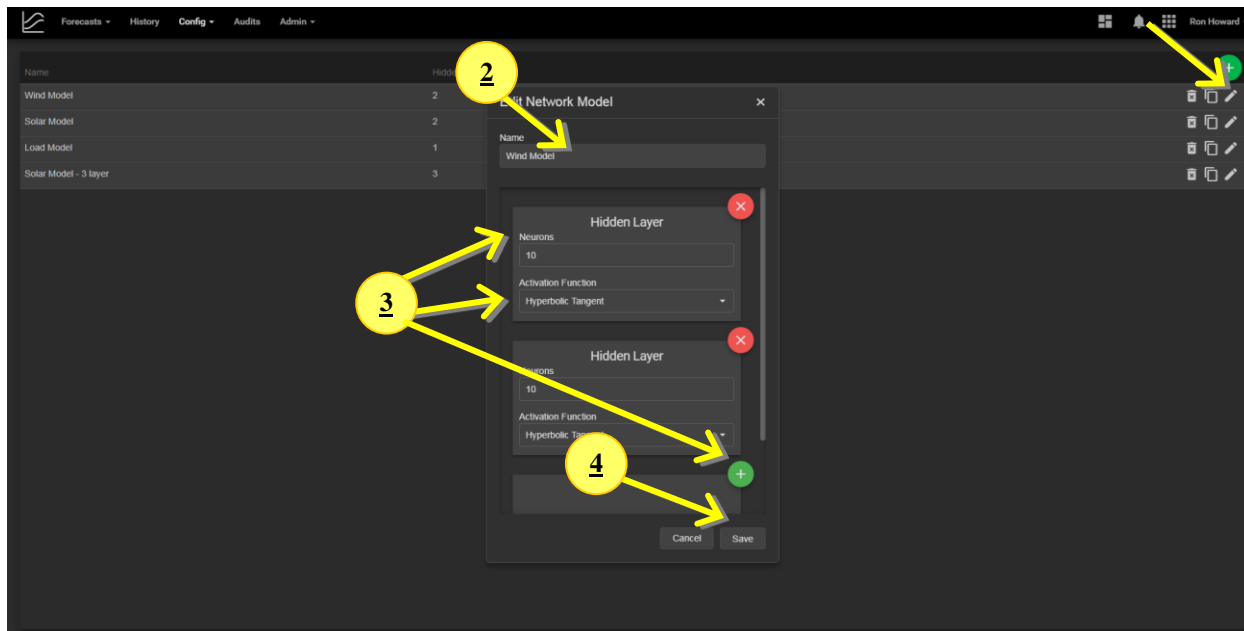 Forecasts History Config Audits Admin Ron Howard
Name
Wind Model 2
Solar Model 2
Load Model 1
Solar Model - 3 layer 3
2
Network Model ×
Name
Wind Model
Hidden Layer
Neurons
10
Activation Function
Hyperbolic Tangent
3
Hidden Layer
Neurons
10
Activation Function
Hyperbolic
4
Cancel Save